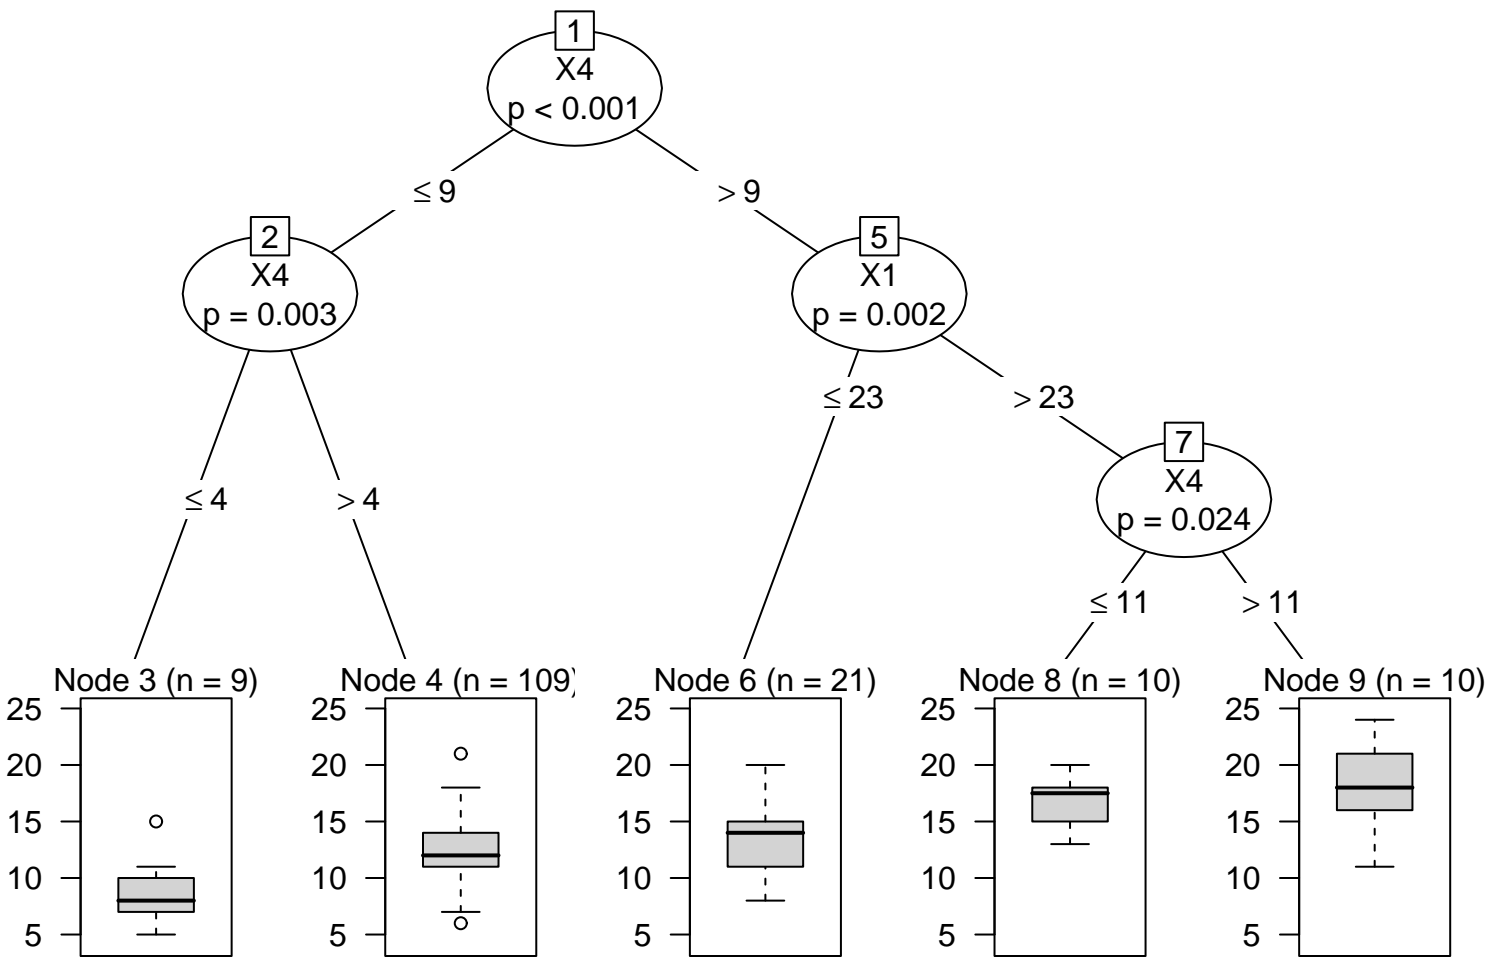 1
X4
p < 0.001
≤ 9
> 9
2
X4
p = 0.003
5
X1
p = 0.002
≤ 4
> 4
≤ 23
> 23
7
X4
p = 0.024
≤ 11
> 11
Node 3 (n = 9)
25
20
15
10
5
Node 4 (n = 109)
25
20
15
10
5
Node 6 (n = 21)
25
20
15
10
5
Node 8 (n = 10)
25
20
15
10
5
Node 9 (n = 10)
25
20
15
10
5